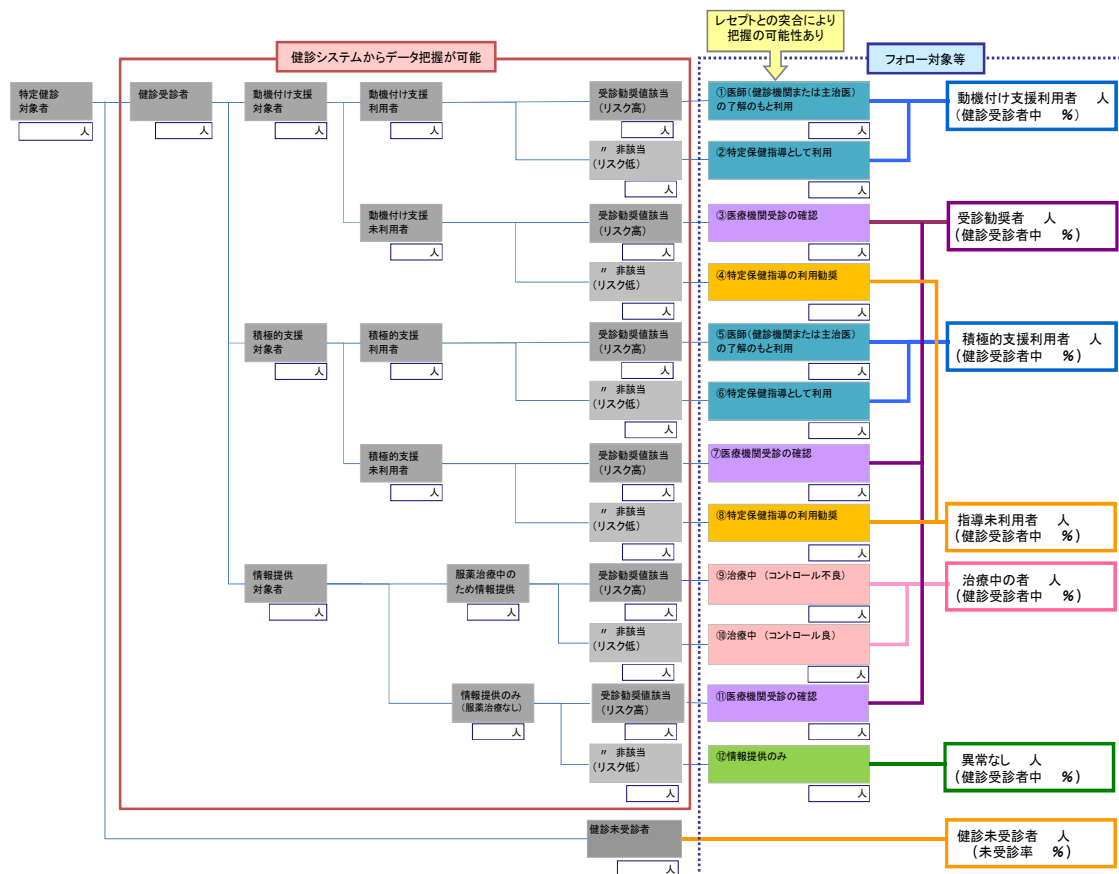 レセプトとの突合により
把握の可能性あり
健診システムからデータ把握が可能
フォロー対象等
特定健診
対象者
人
健診受診者
人
動機付け支援
対象者
人
動機付け支援
利用者
人
受診勧奨値該当
(リスク高)
人
①医師(健診機関または主治医)
の了解のもと利用
人
動機付け支援利用者 人
(健診受診者中 %)
〃 非該当
(リスク低)
人
②特定保健指導として利用
人
動機付け支援
未利用者
人
受診勧奨値該当
(リスク高)
人
③医療機関受診の確認
人
受診勧奨者 人
(健診受診者中 %)
〃 非該当
(リスク低)
人
④特定保健指導の利用勧奨
人
積極的支援
対象者
人
積極的支援
利用者
人
受診勧奨値該当
(リスク高)
人
⑤医師(健診機関または主治医)
の了解のもと利用
人
積極的支援利用者 人
(健診受診者中 %)
〃 非該当
(リスク低)
人
⑥特定保健指導として利用
人
積極的支援
未利用者
人
受診勧奨値該当
(リスク高)
人
⑦医療機関受診の確認
人
〃 非該当
(リスク低)
人
⑧特定保健指導の利用勧奨
人
指導未利用者 人
(健診受診者中 %)
情報提供
対象者
人
服薬治療中の
ため情報提供
人
受診勧奨値該当
(リスク高)
人
⑨治療中 (コントロール不良)
人
治療中の者 人
(健診受診者中 %)
〃 非該当
(リスク低)
人
⑩治療中 (コントロール良)
人
情報提供のみ
(服薬治療なし)
人
受診勧奨値該当
(リスク高)
人
⑪医療機関受診の確認
人
〃 非該当
(リスク低)
人
⑫情報提供のみ
人
異常なし 人
(健診受診者中 %)
健診未受診者
人
健診未受診者 人
(未受診率 %)